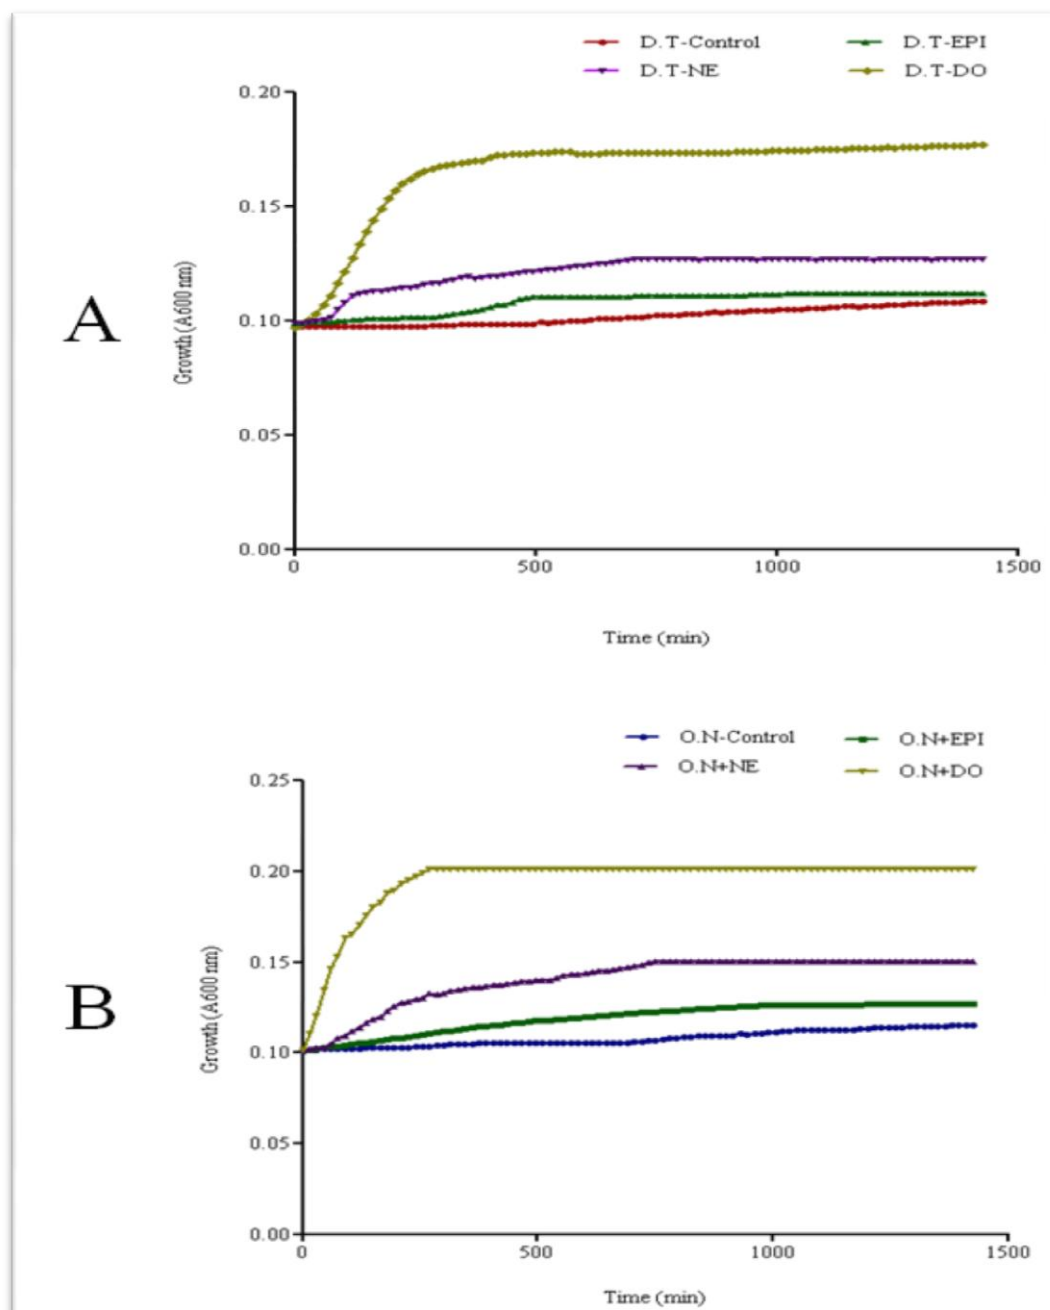 D.T-Control D.T-EPI
D.T-NE D.T-DO
0.20
0.15
0.10
0.05
0.00
Growth (A600 nm)
A
0 500 1000 1500
Time (min)
O.N-Control O.N+EPI
O.N+NE O.N+DO
0.25
0.20
0.15
0.10
0.05
0.00
Growth (A600 nm)
B
0 500 1000 1500
Time (min)